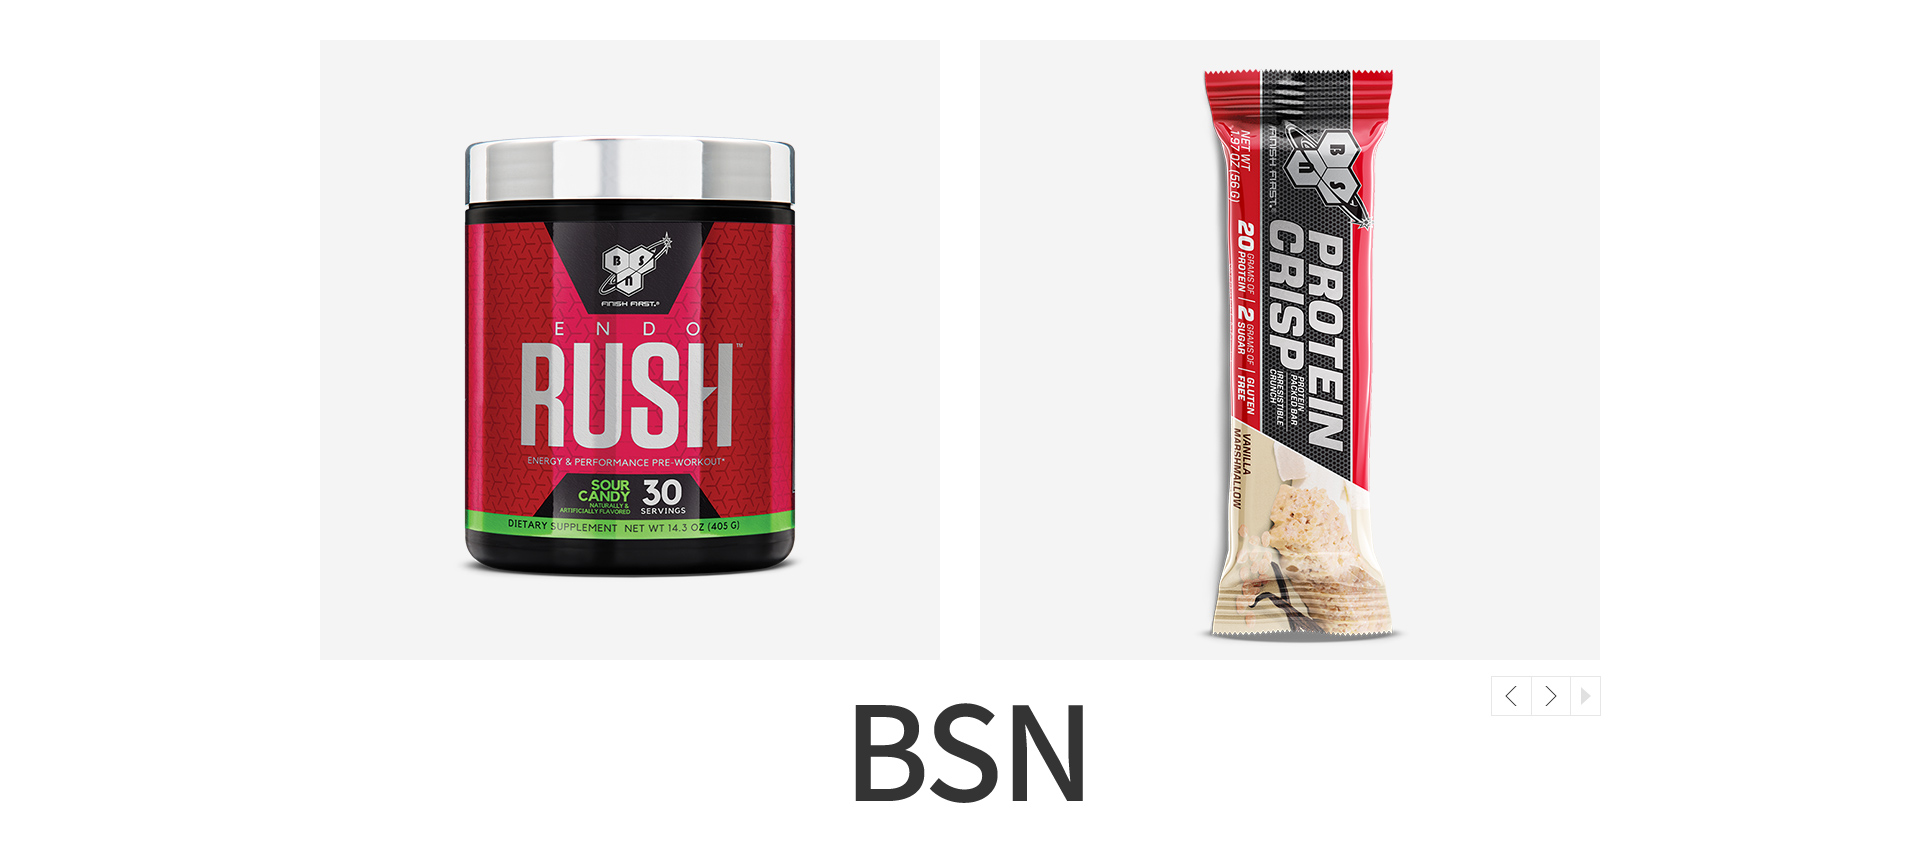 B S
N
FINISH FIRST.®
ENDO
RUSH™
ENERGY & PERFORMANCE PRE-WORKOUT*
SOUR
CANDY
NATURALLY &
ARTIFICIALLY FLAVORED
30
SERVINGS
DIETARY SUPPLEMENT NET WT 14.3 OZ (405 G)
B S
N
FINISH FIRST.
PROTEIN
CRISP
PROTEIN
PACKED BAR
IRRESISTIBLE
CRUNCH
NET WT
1.97 OZ (56 G)
20 GRAMS OF PROTEIN | 2 GRAMS OF SUGAR | GLUTEN FREE
VANILLA
MARSHMALLOW
BSN